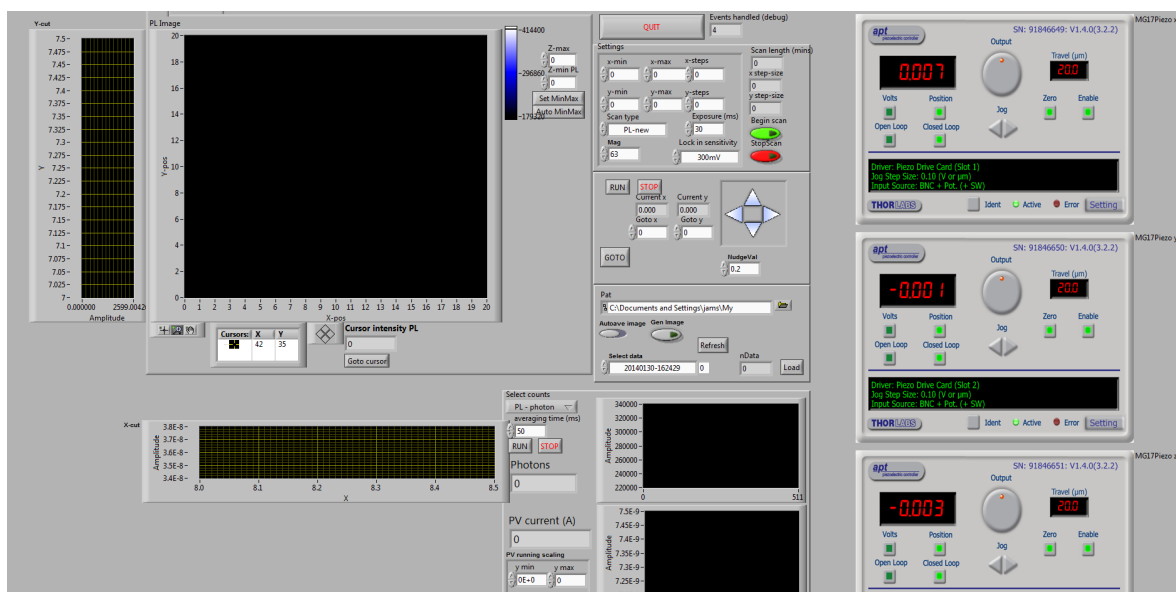 Y-cut
7.5-
7.475-
7.45-
7.425-
7.4-
7.375-
7.35-
7.325-
7.3-
7.275-
7.25-
7.225-
7.2-
7.175-
7.15-
7.125-
7.1-
7.075-
7.05-
7.025-
7-
Y
0.000000 2599.0042
Amplitude
PL Image
20-
18-
16-
14-
12-
10-
8-
6-
4-
2-
0-
Y-pos
0 1 2 3 4 5 6 7 8 9 10 11 12 13 14 15 16 17 18 19 20
X-pos
-414400
-296860
-179320
Z-max
0
Z-min PL
0
Set MinMax
Auto MinMax
Cursors: X Y
42 35
Cursor intensity PL
0
Goto cursor
QUIT
Events handled (debug)
4
Settings
x-min x-max x-steps
0 0 0
y-min y-max y-steps
0 0 0
Scan type
PL-new
Exposure (ms)
30
Mag
63
Lock in sensitivity
300mV
Scan length (mins)
0
x step-size
0
y step-size
0
Begin scan
StopScan
RUN STOP
Current x Current y
0.000 0.000
Goto x Goto y
0 0
GOTO
NudgeVal
0.2
Pat
C:\Documents and Settings\jams\My
Autoave image Gen Image
Refresh
Select data
20140130-162429 0
nData
0
Load
X-cut
3.8E-8-
3.7E-8-
3.6E-8-
3.5E-8-
3.4E-8-
Amplitude
8.0 8.1 8.2 8.3 8.4 8.5
X
Select counts
PL - photon
averaging time (ms)
50
RUN STOP
Photons
0
PV current (A)
0
PV running scaling
y min y max
0E+0 0
340000-
320000-
300000-
280000-
260000-
240000-
220000-
Amplitude
0 511
7.5E-9-
7.45E-9-
7.4E-9-
7.35E-9-
7.3E-9-
7.25E-9-
Amplitude
MG17Piezo x
apt
piezoelectric controller
SN: 91846649: V1.4.0(3.2.2)
0.007
Output
Travel (µm)
20.0
Volts Position Zero Enable
Jog
Open Loop Closed Loop
Driver: Piezo Drive Card (Slot 1)
Jog Step Size: 0.10 (V or µm)
Input Source: BNC + Pot. (+ SW)
THORLABS Ident Active Error Setting
MG17Piezo y
apt
piezoelectric controller
SN: 91846650: V1.4.0(3.2.2)
-0.001
Output
Travel (µm)
20.0
Volts Position Zero Enable
Jog
Open Loop Closed Loop
Driver: Piezo Drive Card (Slot 2)
Jog Step Size: 0.10 (V or µm)
Input Source: BNC + Pot. (+ SW)
THORLABS Ident Active Error Setting
MG17Piezo z
apt
piezoelectric controller
SN: 91846651: V1.4.0(3.2.2)
-0.003
Output
Travel (µm)
20.0
Volts Position Zero Enable
Jog
Open Loop Closed Loop